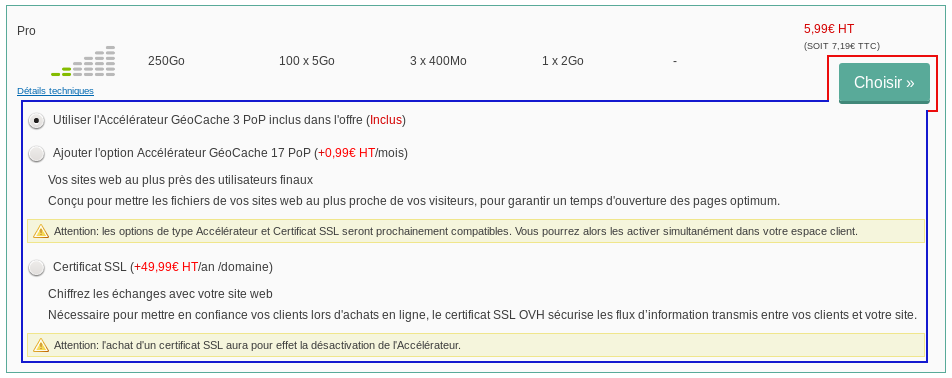 Pro
5,99€ HT
(SOIT 7,19€ TTC)
250Go 100 x 5Go 3 x 400Mo 1 x 2Go -
Choisir »
Détails techniques
Utiliser l'Accélérateur GéoCache 3 PoP inclus dans l'offre (Inclus)
Ajouter l'option Accélérateur GéoCache 17 PoP (+0,99€ HT/mois)
Vos sites web au plus près des utilisateurs finaux
Conçu pour mettre les fichiers de vos sites web au plus proche de vos visiteurs, pour garantir un temps d'ouverture des pages optimum.
Attention: les options de type Accélérateur et Certificat SSL seront prochainement compatibles. Vous pourrez alors les activer simultanément dans votre espace client.
Certificat SSL (+49,99€ HT/an /domaine)
Chiffrez les échanges avec votre site web
Nécessaire pour mettre en confiance vos clients lors d'achats en ligne, le certificat SSL OVH sécurise les flux d'information transmis entre vos clients et votre site.
Attention: l'achat d'un certificat SSL aura pour effet la désactivation de l'Accélérateur.